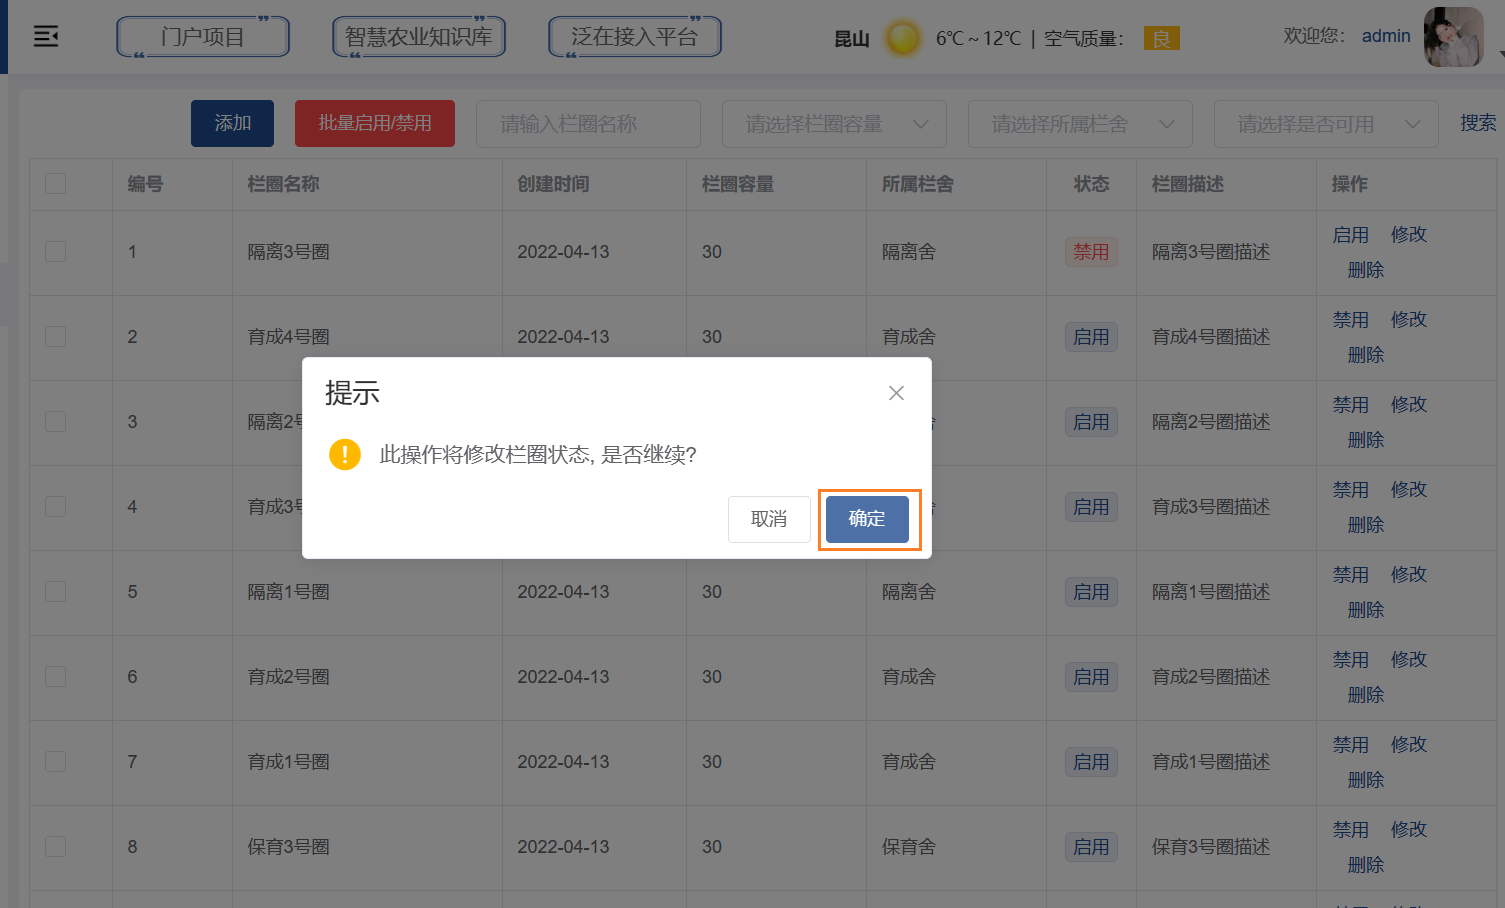 门户项目 智慧农业知识库 泛在接入平台 昆山 6℃ ~ 12℃ | 空气质量: 良 欢迎您: admin
添加 批量启用/禁用 请输入栏圈名称 请选择栏圈容量 请选择所属栏舍 请选择是否可用 搜索
编号 栏圈名称 创建时间 栏圈容量 所属栏舍 状态 栏圈描述 操作
1 隔离3号圈 2022-04-13 30 隔离舍 禁用 隔离3号圈描述 启用 修改
删除
2 育成4号圈 2022-04-13 30 育成舍 启用 育成4号圈描述 禁用 修改
删除
提示
3 隔离2号 启用 隔离2号圈描述 禁用 修改
删除
此操作将修改栏圈状态, 是否继续?
4 育成3号 启用 育成3号圈描述 禁用 修改
删除
取消 确定
5 隔离1号圈 2022-04-13 30 隔离舍 启用 隔离1号圈描述 禁用 修改
删除
6 育成2号圈 2022-04-13 30 育成舍 启用 育成2号圈描述 禁用 修改
删除
7 育成1号圈 2022-04-13 30 育成舍 启用 育成1号圈描述 禁用 修改
删除
8 保育3号圈 2022-04-13 30 保育舍 启用 保育3号圈描述 禁用 修改
删除